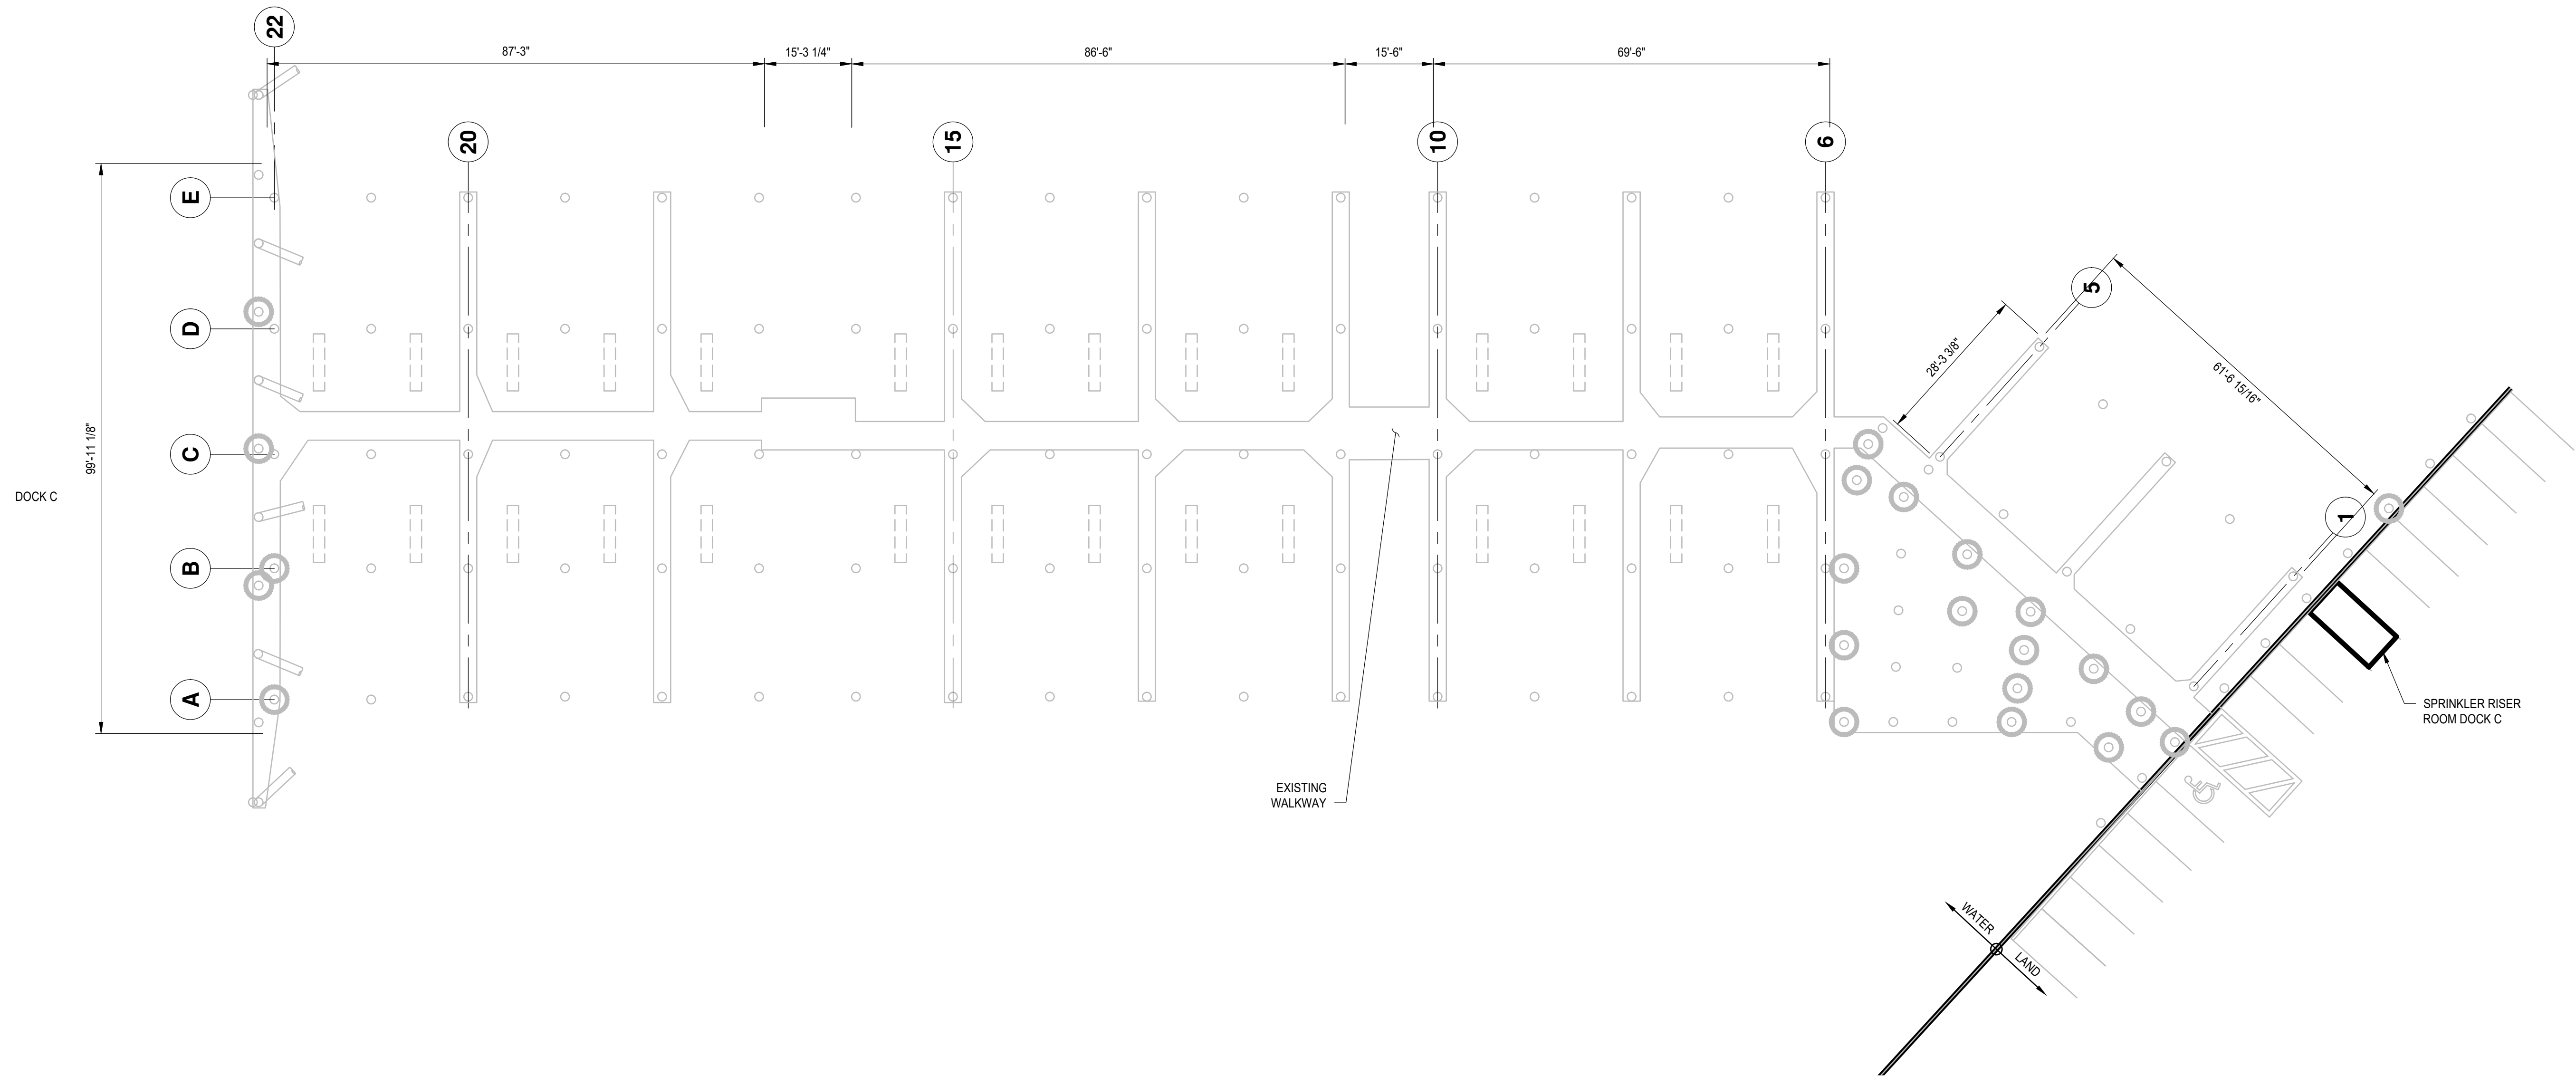 22
87'-3"
15'-3 1/4"
86'-6"
15'-6"
69'-6"
20
15
10
6
E
D
C
B
A
99'-11 1/8"
DOCK C
5
28'-3 3/8"
61'-6 15/16"
1
SPRINKLER RISER
ROOM DOCK C
EXISTING
WALKWAY
WATER
LAND